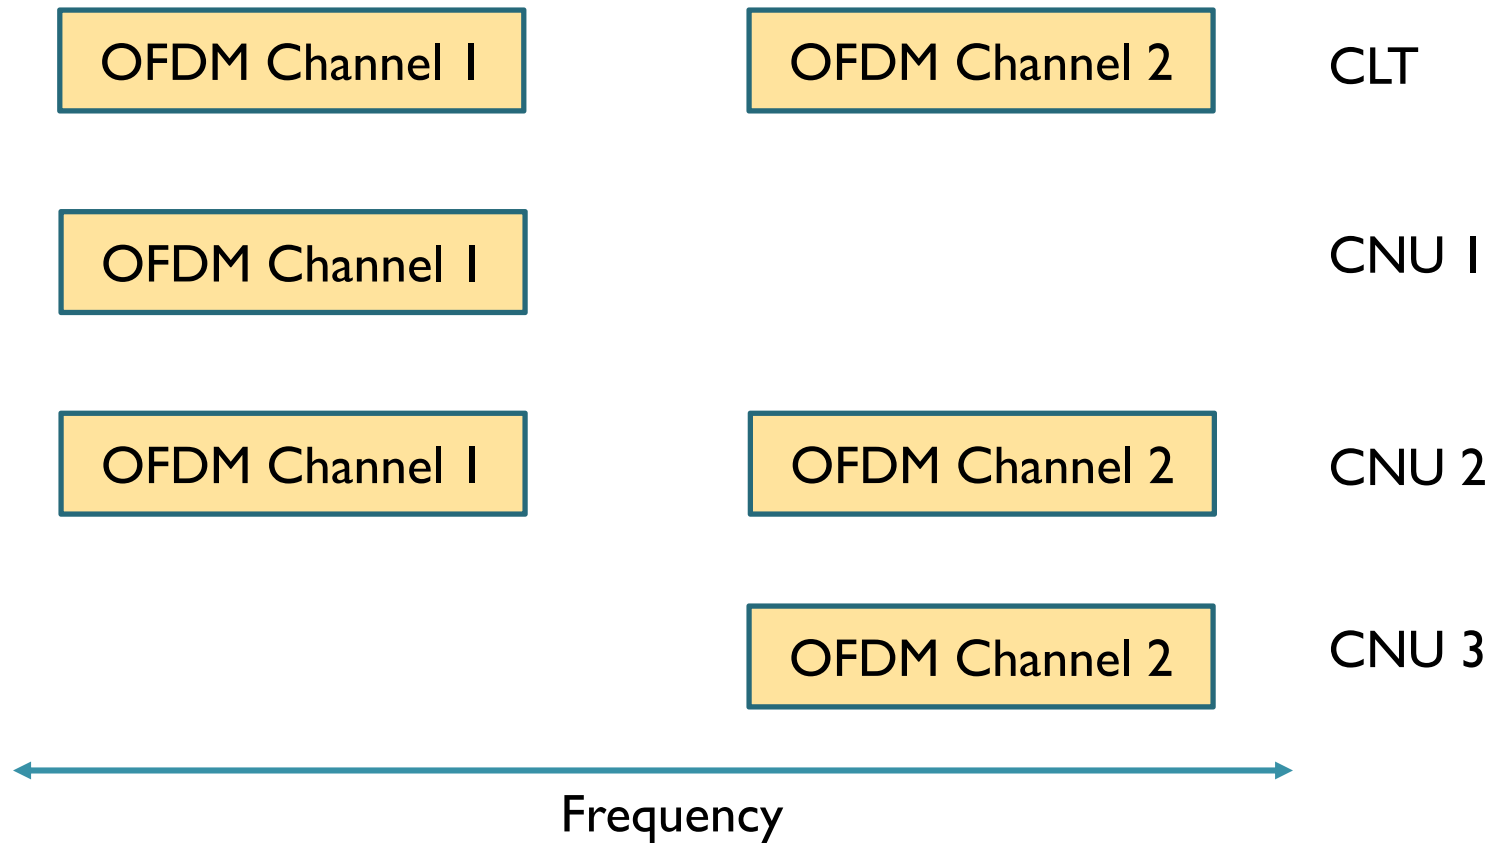 OFDM Channel 1 OFDM Channel 2 CLT
OFDM Channel 1 CNU 1
OFDM Channel 1 OFDM Channel 2 CNU 2
OFDM Channel 2 CNU 3
Frequency